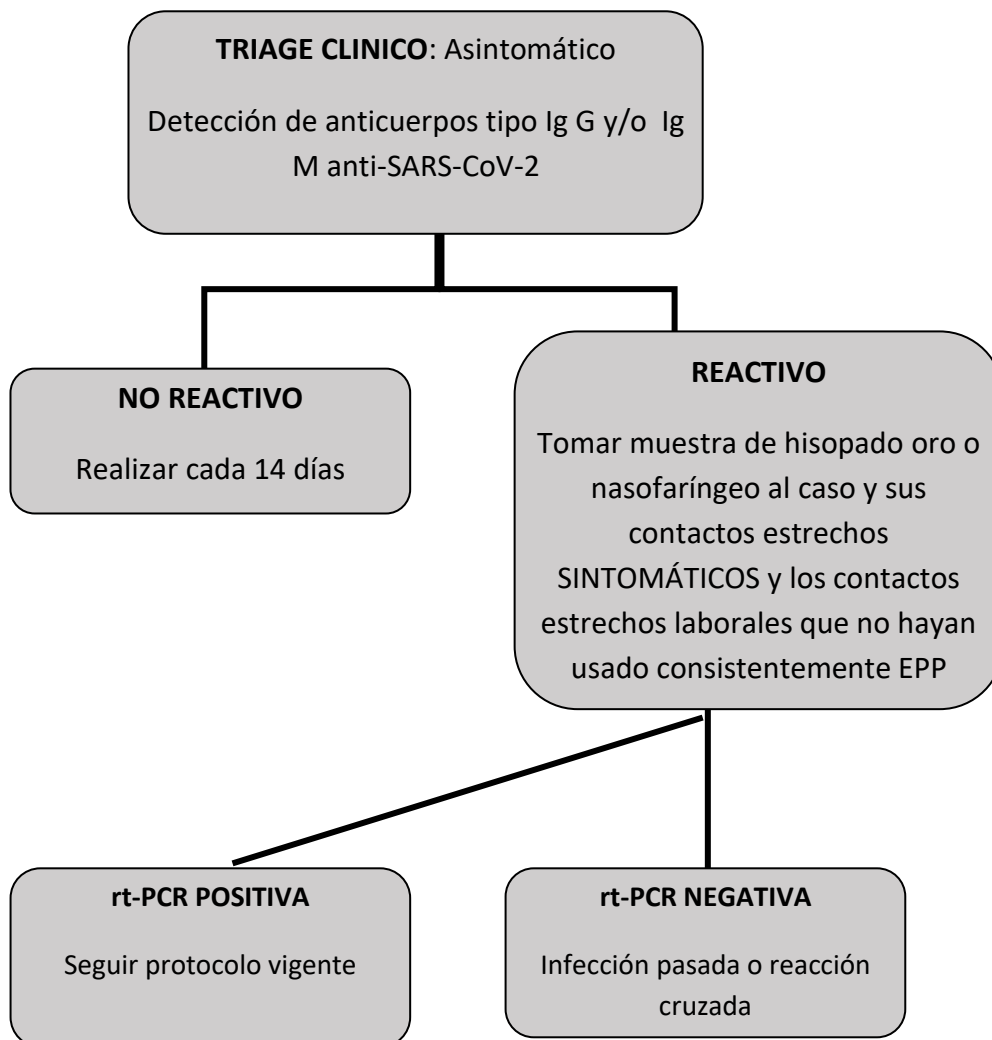 TRIAGE CLINICO: Asintomático
Detección de anticuerpos tipo Ig G y/o Ig
M anti-SARS-CoV-2
NO REACTIVO
Realizar cada 14 días
REACTIVO
Tomar muestra de hisopado oro o
nasofaríngeo al caso y sus
contactos estrechos
SINTOMÁTICOS y los contactos
estrechos laborales que no hayan
usado consistentemente EPP
rt-PCR POSITIVA
Seguir protocolo vigente
rt-PCR NEGATIVA
Infección pasada o reacción
cruzada